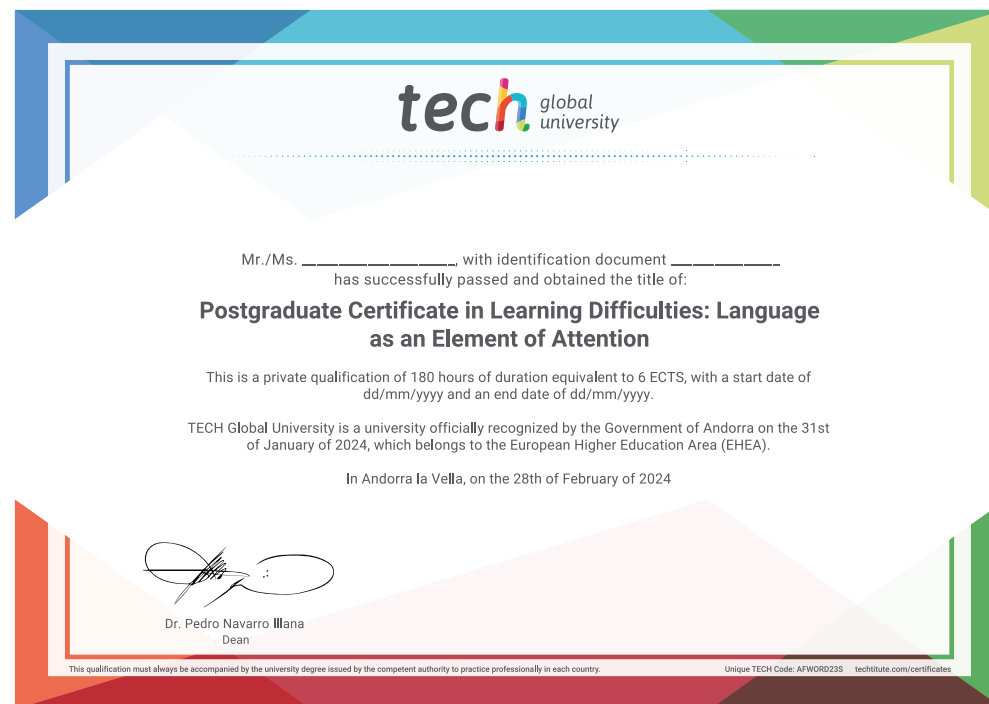 tech global
university
Mr./Ms. ____________________, with identification document ______________
has successfully passed and obtained the title of:
Postgraduate Certificate in Learning Difficulties: Language
as an Element of Attention
This is a private qualification of 180 hours of duration equivalent to 6 ECTS, with a start date of
dd/mm/yyyy and an end date of dd/mm/yyyy.
TECH Global University is a university officially recognized by the Government of Andorra on the 31st
of January of 2024, which belongs to the European Higher Education Area (EHEA).
In Andorra la Vella, on the 28th of February of 2024
Dr. Pedro Navarro Illana
Dean
This qualification must always be accompanied by the university degree issued by the competent authority to practice professionally in each country. Unique TECH Code: AFWORD23S techtitute.com/certificates